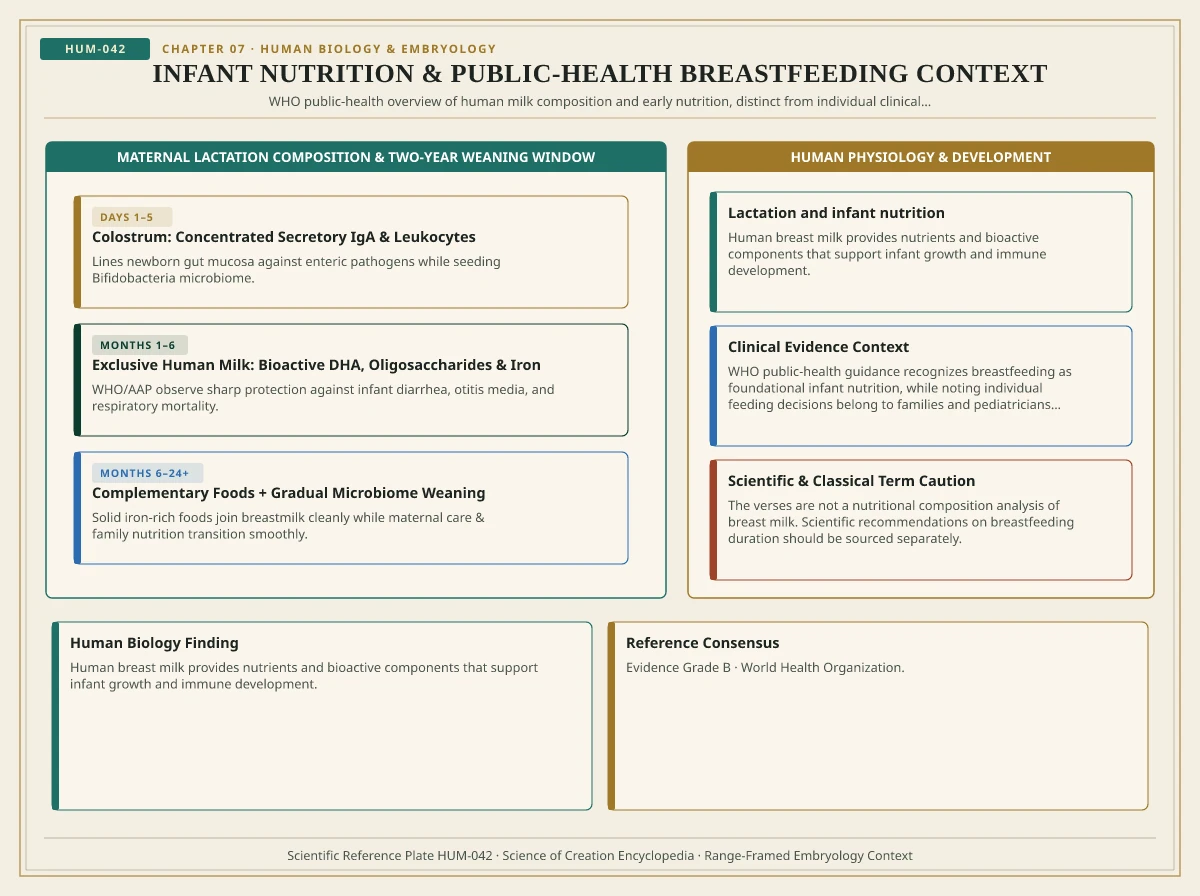 HUM-042
CHAPTER 07 · HUMAN BIOLOGY & EMBRYOLOGY
INFANT NUTRITION & PUBLIC-HEALTH BREASTFEEDING CONTEXT
WHO public-health overview of human milk composition and early nutrition, distinct from individual clinical...
MATERNAL LACTATION COMPOSITION & TWO-YEAR WEANING WINDOW
DAYS 1–5
Colostrum: Concentrated Secretory IgA & Leukocytes
Lines newborn gut mucosa against enteric pathogens while seeding
Bifidobacteria microbiome.
MONTHS 1–6
Exclusive Human Milk: Bioactive DHA, Oligosaccharides & Iron
WHO/AAP observe sharp protection against infant diarrhea, otitis media, and
respiratory mortality.
MONTHS 6–24+
Complementary Foods + Gradual Microbiome Weaning
Solid iron-rich foods join breastmilk cleanly while maternal care &
family nutrition transition smoothly.
HUMAN PHYSIOLOGY & DEVELOPMENT
Lactation and infant nutrition
Human breast milk provides nutrients and bioactive
components that support infant growth and immune
development.
Clinical Evidence Context
WHO public-health guidance recognizes breastfeeding as
foundational infant nutrition, while noting individual
feeding decisions belong to families and pediatricians...
Scientific & Classical Term Caution
The verses are not a nutritional composition analysis of
breast milk. Scientific recommendations on breastfeeding
duration should be sourced separately.
Human Biology Finding
Human breast milk provides nutrients and bioactive components that support
infant growth and immune development.
Reference Consensus
Evidence Grade B · World Health Organization.
Scientific Reference Plate HUM-042 · Science of Creation Encyclopedia · Range-Framed Embryology Context